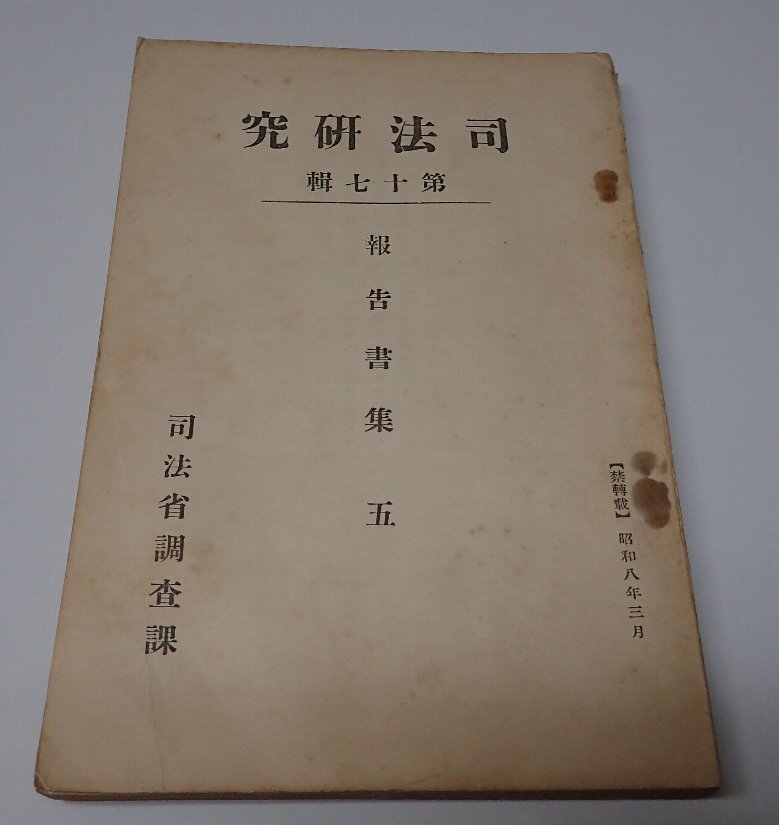 司法研究
第十七輯
報告書集 五
【禁轉載】 昭和八年三月
司法省調査課